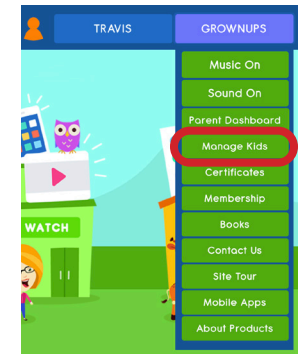 TRAVIS
GROWNUPS
Music On
Sound On
Parent Dashboard
Manage Kids
Certificates
Membership
Books
Contact Us
Site Tour
Mobile Apps
About Products
WATCH